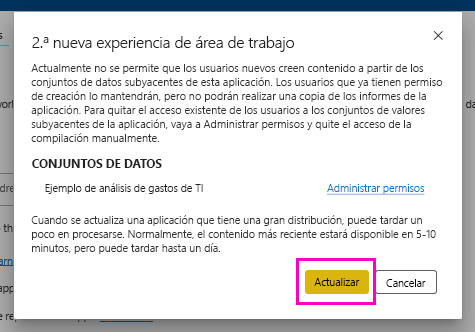 2.ª nueva experiencia de área de trabajo
Actualmente no se permite que los usuarios nuevos creen contenido a partir de los
conjuntos de datos subyacentes de esta aplicación. Los usuarios que ya tienen permiso
de creación lo mantendrán, pero no podrán realizar una copia de los informes de la
aplicación. Para quitar el acceso existente de los usuarios a los conjuntos de valores
subyacentes de la aplicación, vaya a Administrar permisos y quite el acceso de la
compilación manualmente.
CONJUNTOS DE DATOS
Ejemplo de análisis de gastos de TI Administrar permisos
Cuando se actualiza una aplicación que tiene una gran distribución, puede tardar un
poco en procesarse. Normalmente, el contenido más reciente estará disponible en 5-10
minutos, pero puede tardar hasta un día.
Actualizar Cancelar